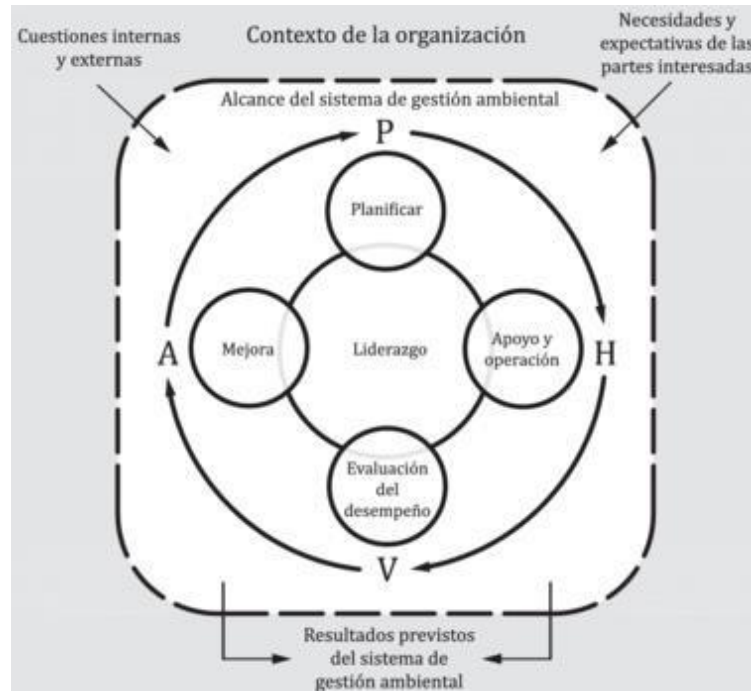 Cuestiones internas
y externas
Contexto de la organización
Necesidades y
expectativas de las
partes interesadas
Alcance del sistema de gestión ambiental
P
Planificar
A
Mejora
Liderazgo
Apoyo y
operación
H
Evaluación
del
desempeño
V
Resultados previstos
del sistema de
gestión ambiental